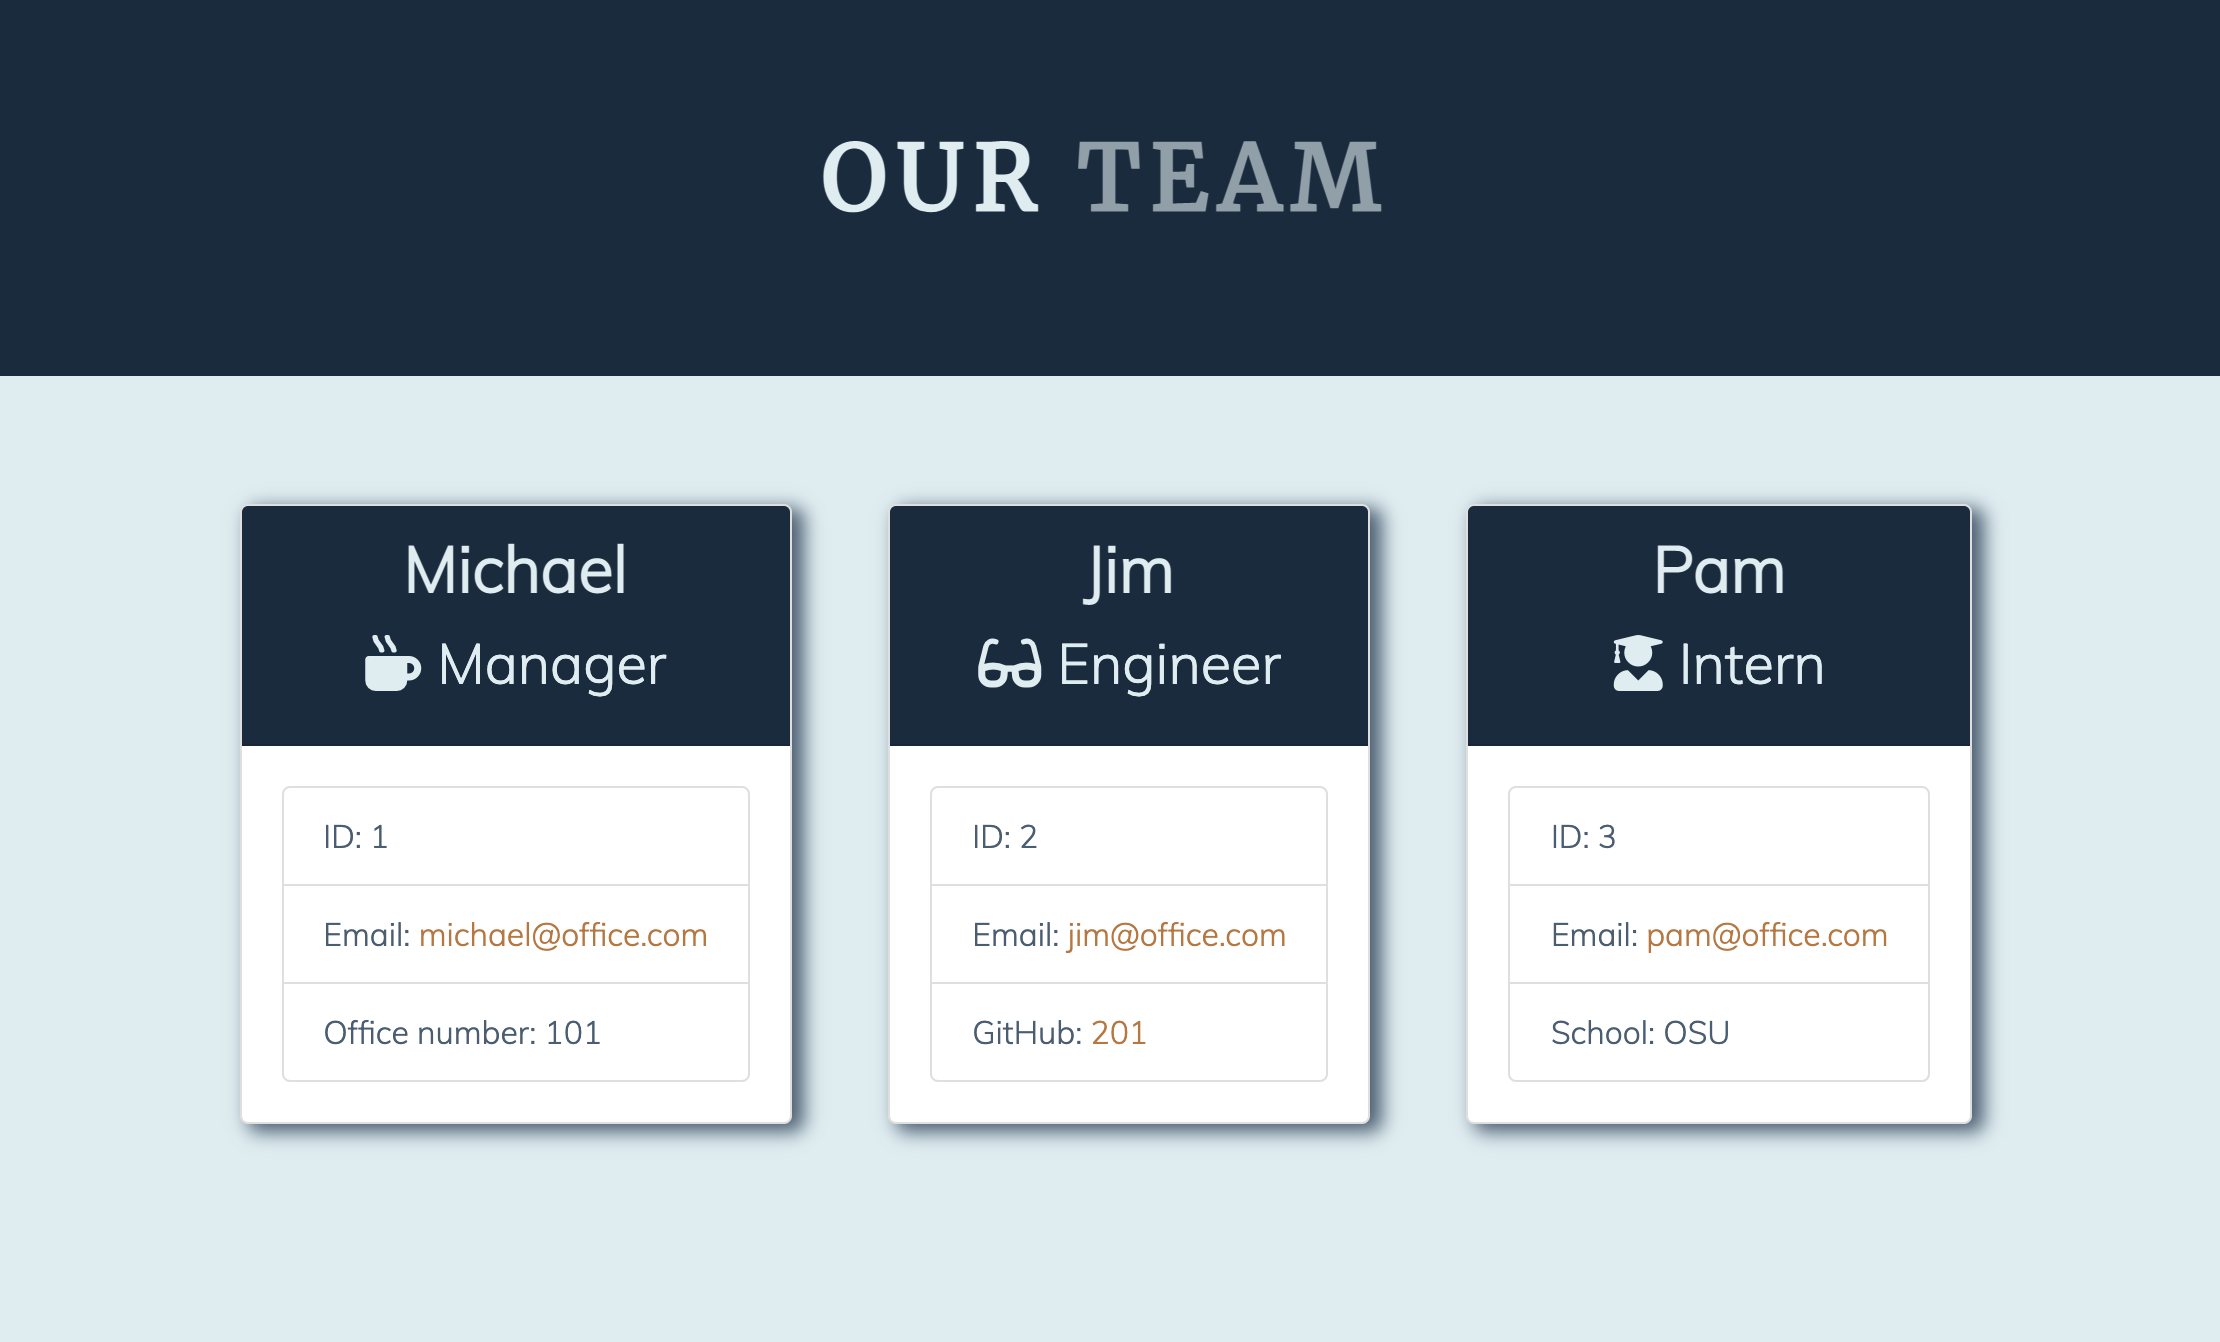 OUR TEAM
Michael
Manager
ID: 1
Email: michael@office.com
Office number: 101
Jim
Engineer
ID: 2
Email: jim@office.com
GitHub: 201
Pam
Intern
ID: 3
Email: pam@office.com
School: OSU